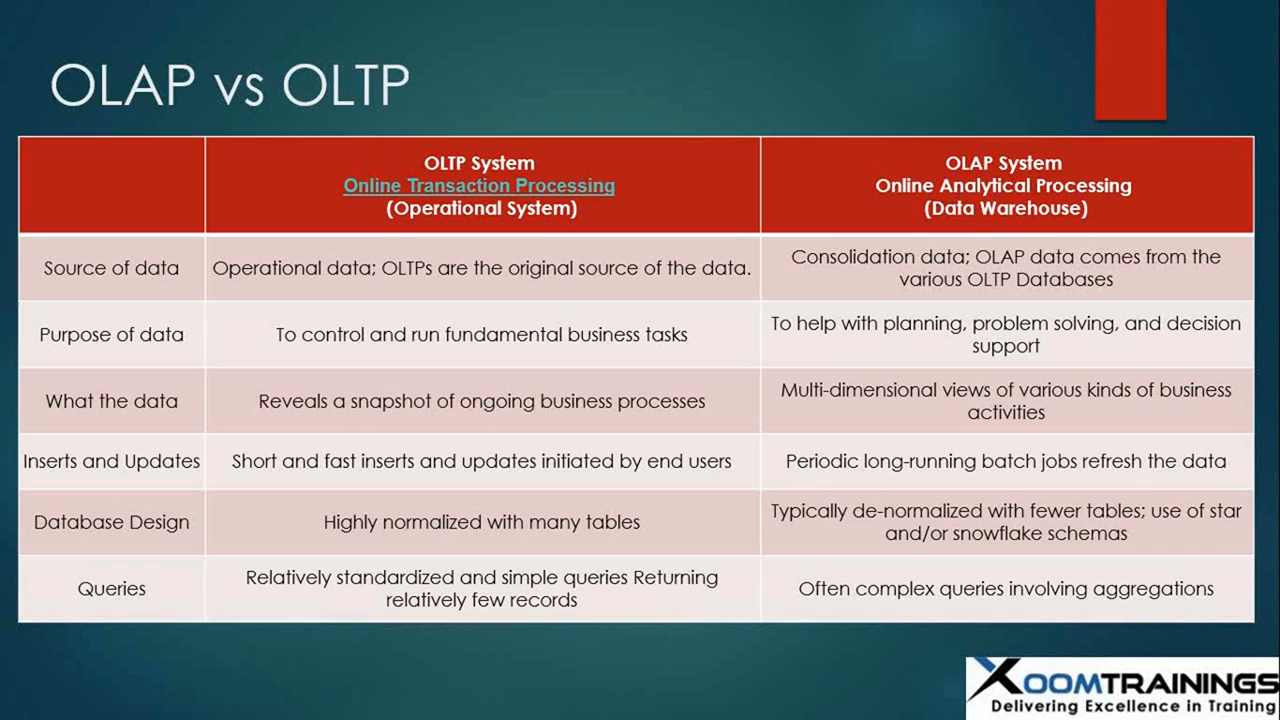 OLAP vs OLTP
OLTP System
Online Transaction Processing
(Operational System)
OLAP System
Online Analytical Processing
(Data Warehouse)
Source of data
Operational data; OLTPs are the original source of the data.
Consolidation data; OLAP data comes from the
various OLTP Databases
Purpose of data
To control and run fundamental business tasks
To help with planning, problem solving, and decision
support
What the data
Reveals a snapshot of ongoing business processes
Multi-dimensional views of various kinds of business
activities
Inserts and Updates
Short and fast inserts and updates initiated by end users
Periodic long-running batch jobs refresh the data
Database Design
Highly normalized with many tables
Typically de-normalized with fewer tables; use of star
and/or snowflake schemas
Queries
Relatively standardized and simple queries Returning
relatively few records
Often complex queries involving aggregations
XOOMTRAININGS
Delivering Excellence in Training